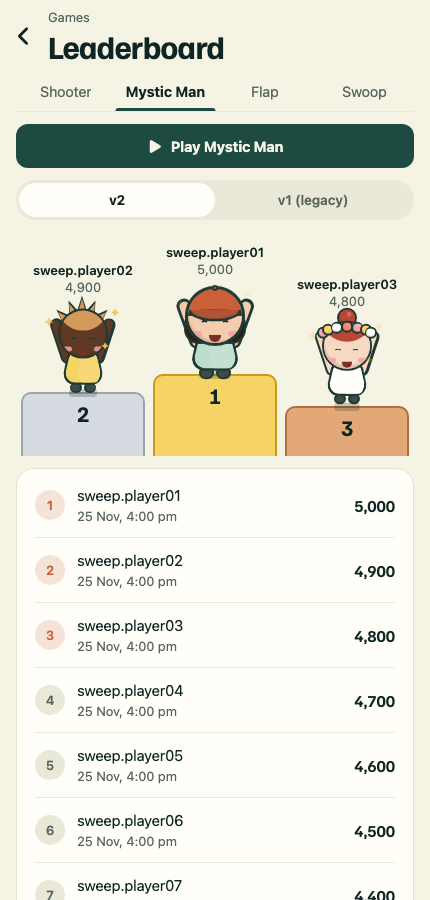 Games
Leaderboard
Shooter
Mystic Man
Flap
Swoop
Play Mystic Man
v2
v1 (legacy)
sweep.player01
5,000
sweep.player02
4,900
sweep.player03
4,800
2
1
3
1
sweep.player01
25 Nov, 4:00 pm
5,000
2
sweep.player02
25 Nov, 4:00 pm
4,900
3
sweep.player03
25 Nov, 4:00 pm
4,800
4
sweep.player04
25 Nov, 4:00 pm
4,700
5
sweep.player05
25 Nov, 4:00 pm
4,600
6
sweep.player06
25 Nov, 4:00 pm
4,500
7
sweep.player07
4,400